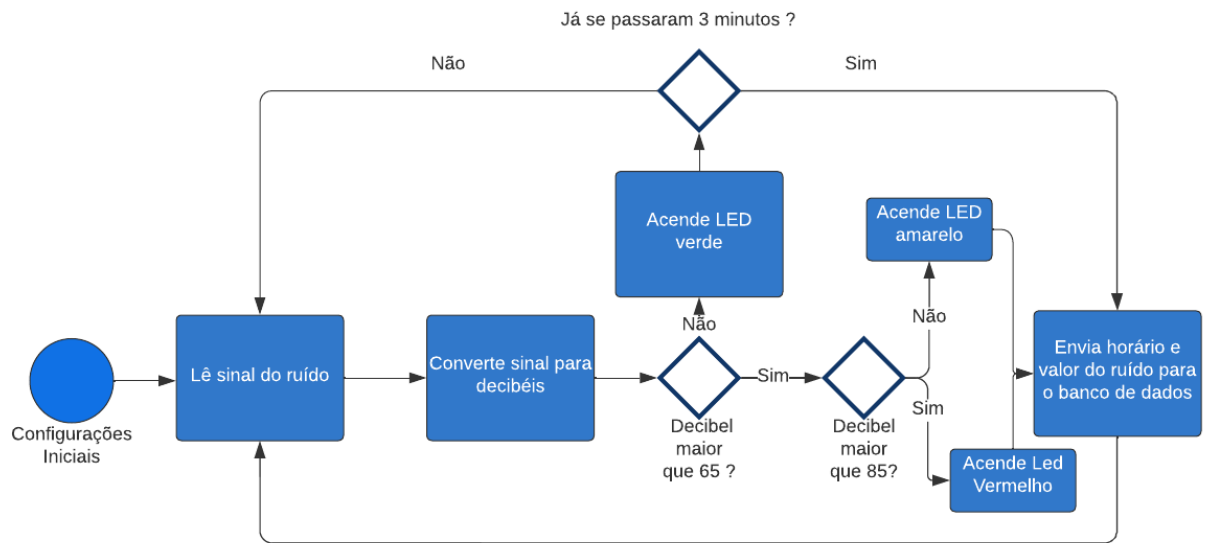 Já se passaram 3 minutos ?
Não
Sim
Acende LED
verde
Acende LED
amarelo
Não
Não
Lê sinal do ruído
Converte sinal para
decibéis
Sim
Sim
Envia horário e
valor do ruído para
o banco de dados
Configurações
Iniciais
Decibel
maior
que 65 ?
Decibel
maior
que 85?
Acende Led
Vermelho